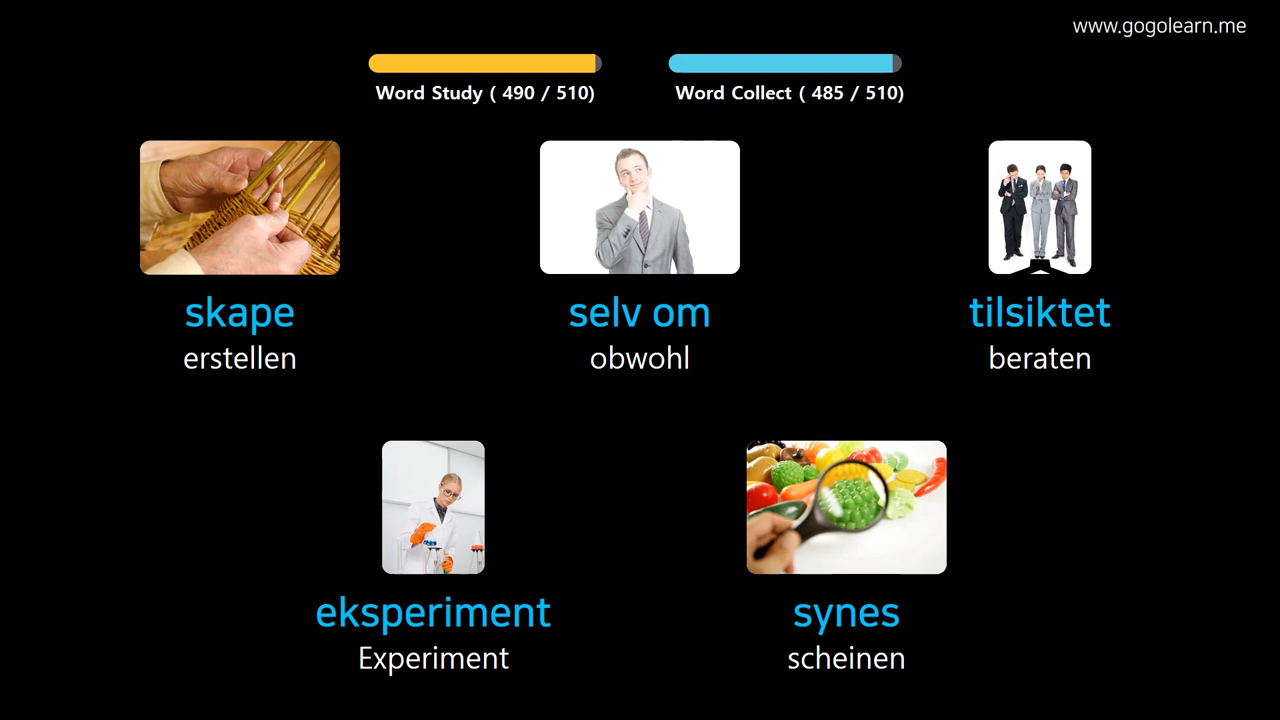 www.gogolearn.me
Word Study ( 490 / 510)
Word Collect ( 485 / 510)
skape
erstellen
selv om
obwohl
tilsiktet
beraten
eksperiment
Experiment
synes
scheinen